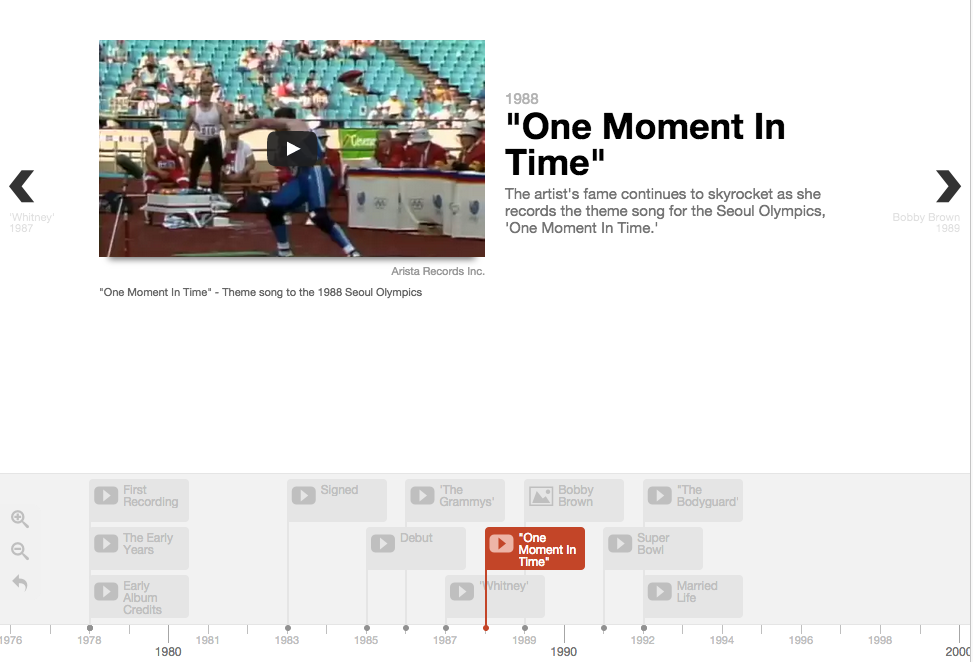 1988
"One Moment In
Time"
The artist's fame continues to skyrocket as she
records the theme song for the Seoul Olympics,
'One Moment In Time.'
'Whitney'
1987
Bobby Brown
1989
Arista Records Inc.
"One Moment In Time" - Theme song to the 1988 Seoul Olympics
First
Recording
Signed
'The
Grammys'
Bobby
Brown
"The
Bodyguard'
The Early
Years
Debut
"One
Moment In
Time"
Super
Bowl
Early
Album
Credits
'Whitney'
Married
Life
1976 1978 1981 1983 1985 1987 1989 1992 1994 1996 1998
1980 1990 2000